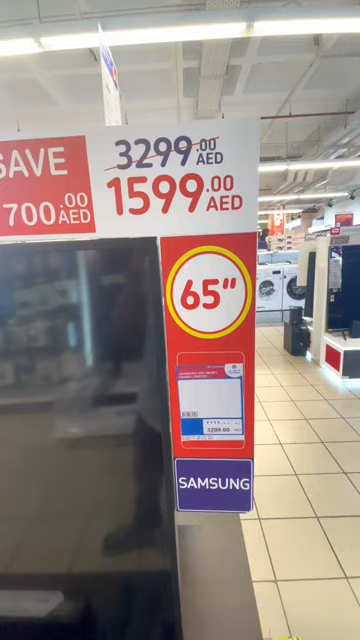 SAVE
700.00 AED
3299.00 AED
1599.00 AED
65"
3299.00
SAMSUNG